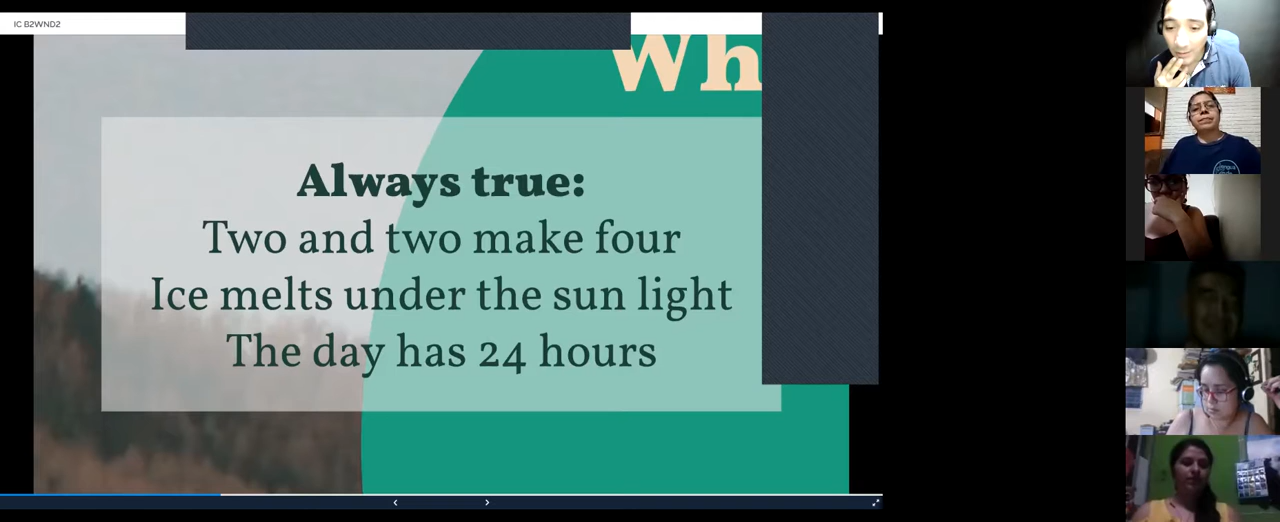 IC B2WND2
Wh
Always true:
Two and two make four
Ice melts under the sun light
The day has 24 hours